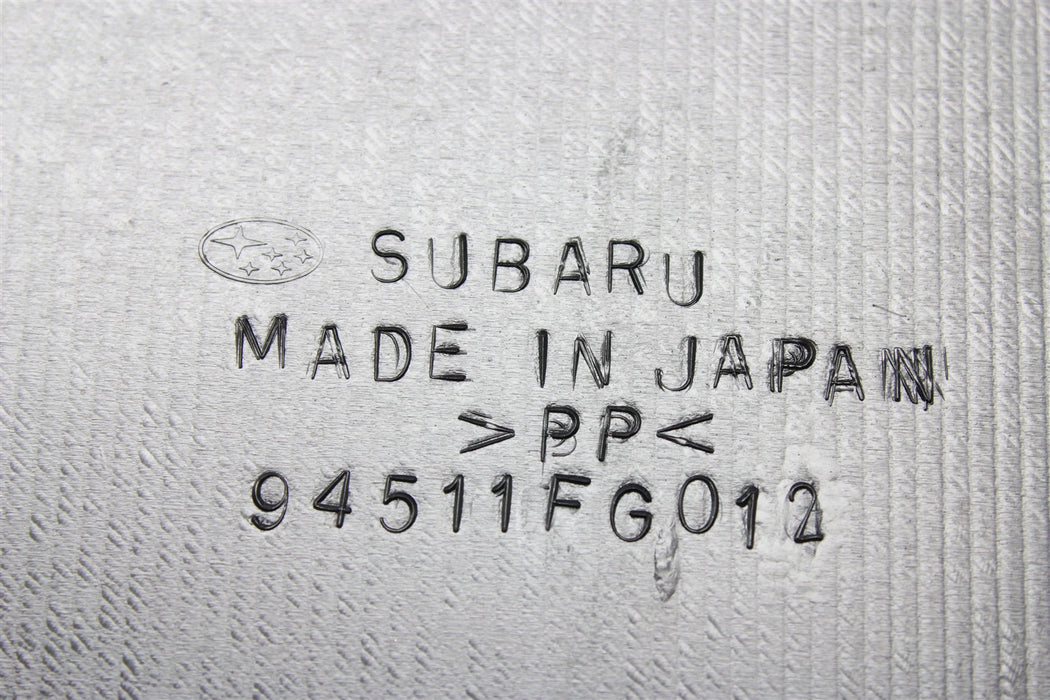 SUBARU
MADE IN JAPAN
>PP<
94511FG012